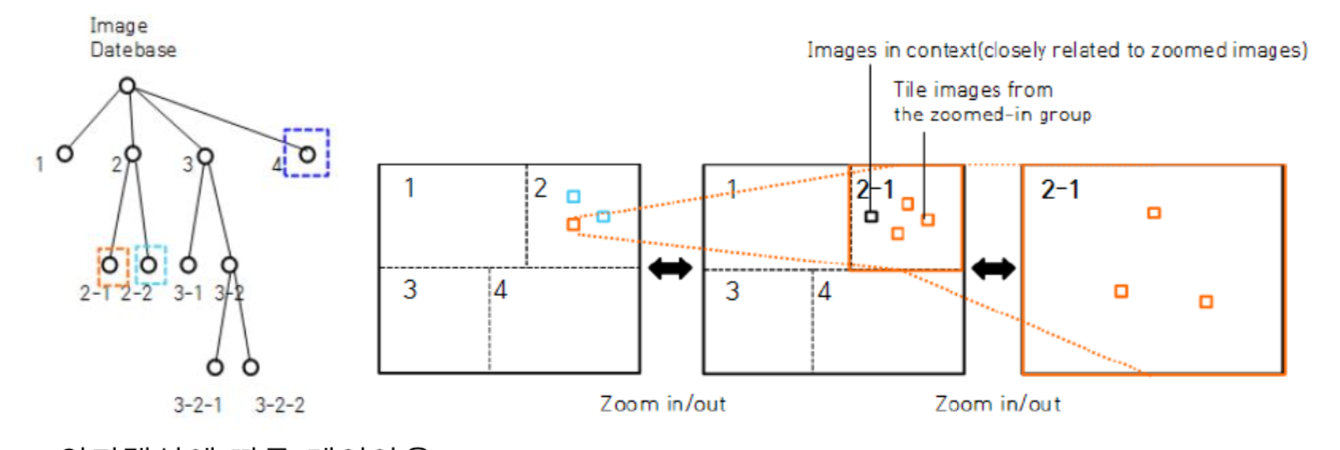 Image
Datebase
1
2
3
4
2-1
2-2
3-1
3-2
3-2-1
3-2-2
1
2
3
4
Zoom in/out
Images in context(closely related to zoomed images)
Tile images from
the zoomed-in group
1
2-1
3
4
Zoom in/out
2-1